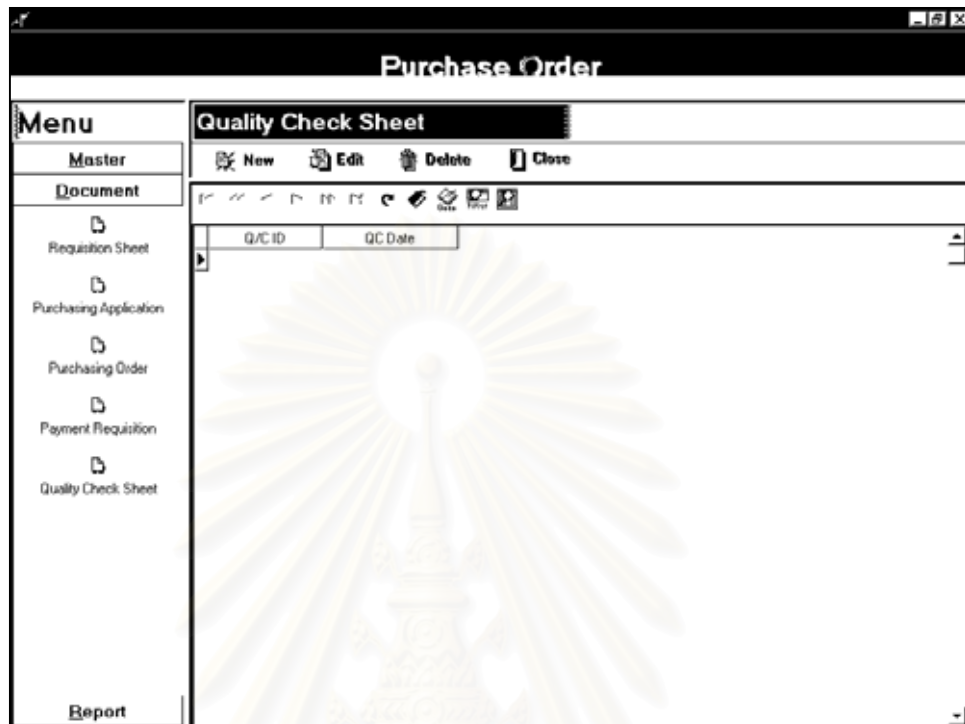 Purchase Order
Menu
Master
Document
Requisition Sheet
Purchasing Application
Purchasing Order
Payment Requisition
Quality Check Sheet
Report
Quality Check Sheet
New Edit Delete Close
Q/C ID QC Date